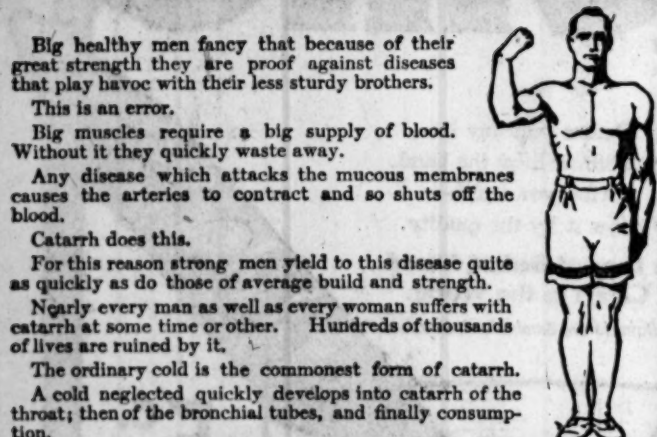 Big healthy men fancy that because of their
great strength they are proof against diseases
that play havoc with their less sturdy brothers.
This is an error.
Big muscles require a big supply of blood.
Without it they quickly waste away.
Any disease which attacks the mucous membranes
causes the arteries to contract and so shuts off the
blood.
Catarrh does this.
For this reason strong men yield to this disease quite
as quickly as do those of average build and strength.
Nearly every man as well as every woman suffers with
catarrh at some time or other. Hundreds of thousands
of lives are ruined by it.
The ordinary cold is the commonest form of catarrh.
A cold neglected quickly develops into catarrh of the
throat; then of the bronchial tubes, and finally consump-
tion.